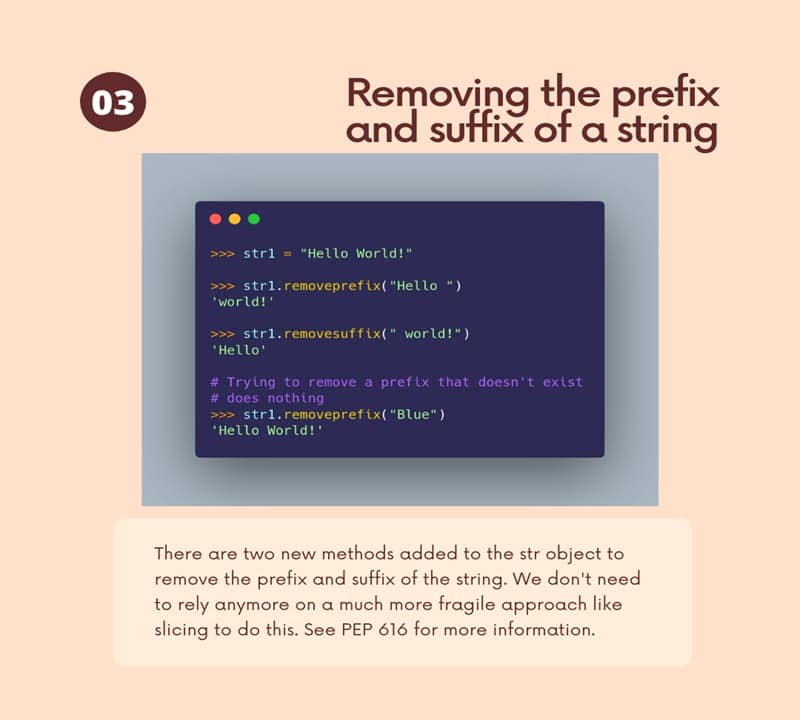 03
Removing the prefix
and suffix of a string
>>> str1 = "Hello World!"
>>> str1.removeprefix("Hello ")
'world!'
>>> str1.removesuffix(" world!")
'Hello'
# Trying to remove a prefix that doesn't exist
# does nothing
>>> str1.removeprefix("Blue")
'Hello World!'
There are two new methods added to the str object to
remove the prefix and suffix of the string. We don't need
to rely anymore on a much more fragile approach like
slicing to do this. See PEP 616 for more information.